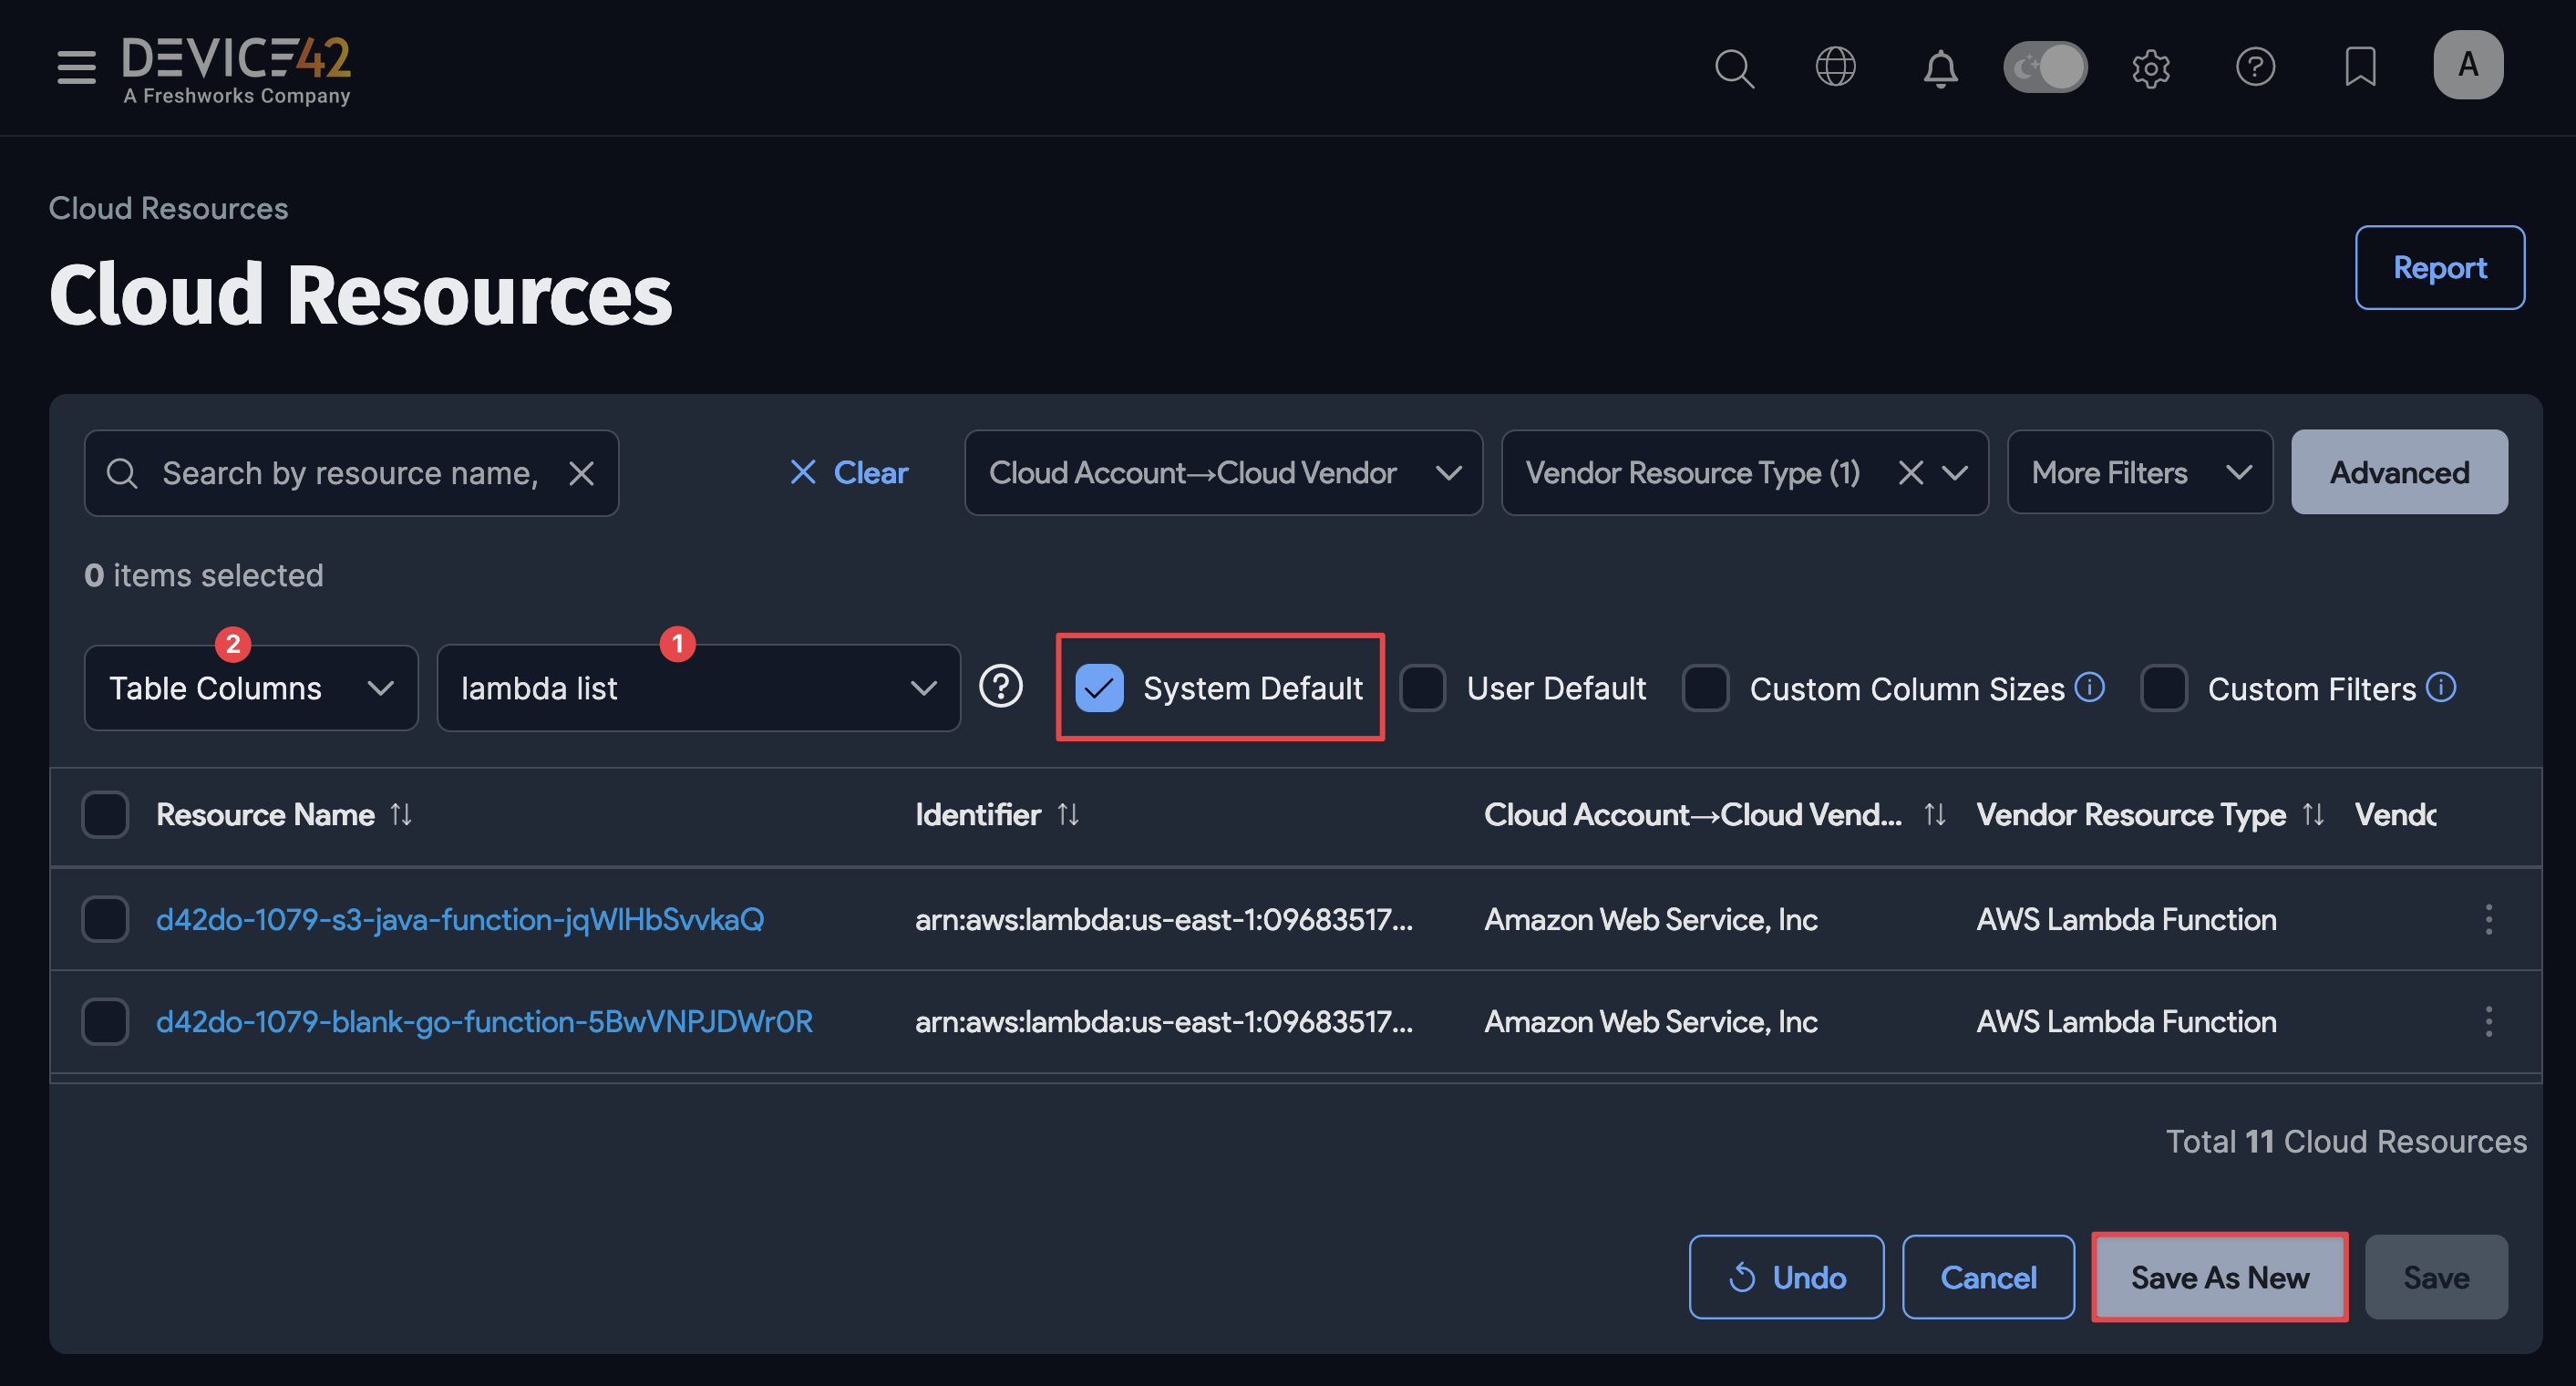 DEVICE42
A Freshworks Company
A
Cloud Resources
Cloud Resources
Report
Search by resource name,
Clear
Cloud Account→Cloud Vendor
Vendor Resource Type (1)
More Filters
Advanced
0 items selected
2
1
Table Columns
lambda list
System Default
User Default
Custom Column Sizes
Custom Filters
Resource Name
Identifier
Cloud Account→Cloud Vend...
Vendor Resource Type
Vendo
d42do-1079-s3-java-function-jqWlHbSvvkaQ
arn:aws:lambda:us-east-1:09683517...
Amazon Web Service, Inc
AWS Lambda Function
d42do-1079-blank-go-function-5BwVNPJDWr0R
arn:aws:lambda:us-east-1:09683517...
Amazon Web Service, Inc
AWS Lambda Function
Total 11 Cloud Resources
Undo
Cancel
Save As New
Save